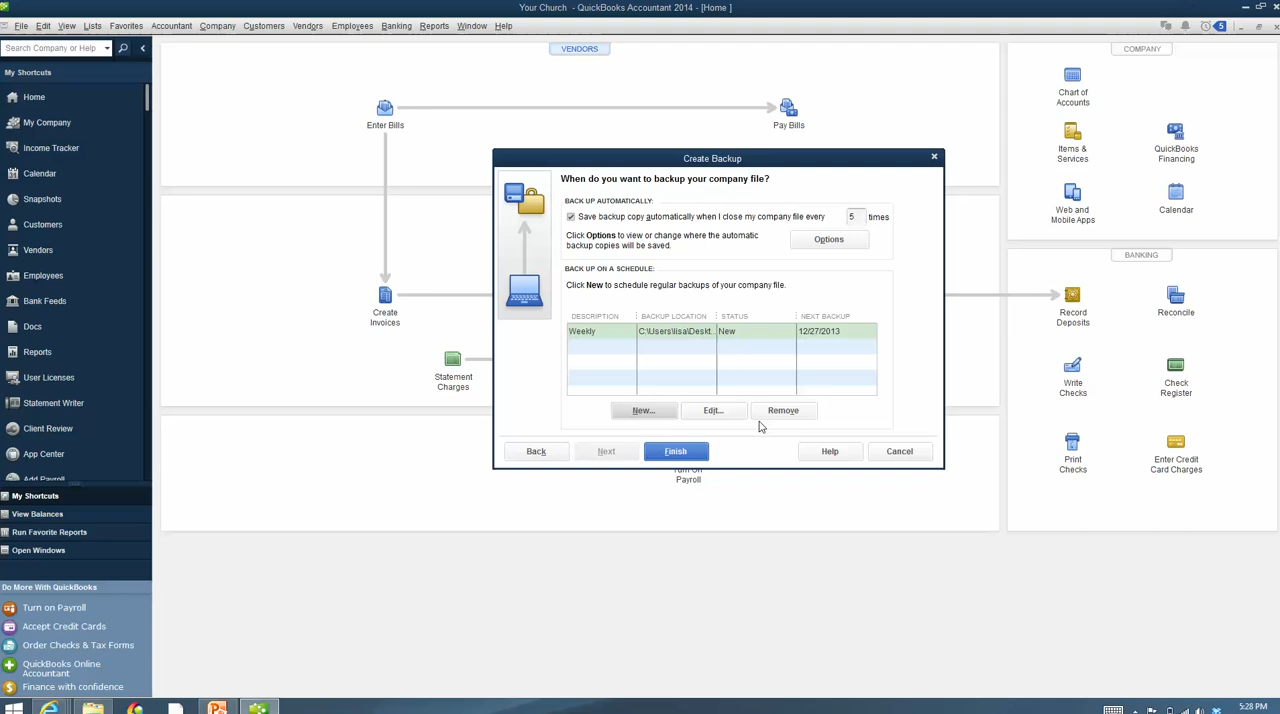 Your Church - QuickBooks Accountant 2014 - [Home ]
File Edit View Lists Favorites Accountant Company Customers Vendors Employees Banking Reports Window Help
5
Search Company or Help
My Shortcuts
Home
My Company
Income Tracker
Calendar
Snapshots
Customers
Vendors
Employees
Bank Feeds
Docs
Reports
User Licenses
Statement Writer
Client Review
App Center
Add Payroll
My Shortcuts
View Balances
Run Favorite Reports
Open Windows
Do More With QuickBooks
Turn on Payroll
Accept Credit Cards
Order Checks & Tax Forms
QuickBooks Online
Accountant
Finance with confidence
VENDORS
Enter Bills
Pay Bills
Create
Invoices
Statement
Charges
Turn On
Payroll
Create Backup
When do you want to backup your company file?
BACK UP AUTOMATICALLY:
Save backup copy automatically when I close my company file every 5 times
Click Options to view or change where the automatic
backup copies will be saved.
Options
BACK UP ON A SCHEDULE:
Click New to schedule regular backups of your company file.
DESCRIPTION BACKUP LOCATION STATUS NEXT BACKUP
Weekly C:\Users\lisa\Deskt... New 12/27/2013
New... Edit... Remove
Back Next Finish Help Cancel
COMPANY
Chart of
Accounts
Items &
Services
QuickBooks
Financing
Web and
Mobile Apps
Calendar
BANKING
Record
Deposits
Reconcile
Write
Checks
Check
Register
Print
Checks
Enter Credit
Card Charges
5:28 PM